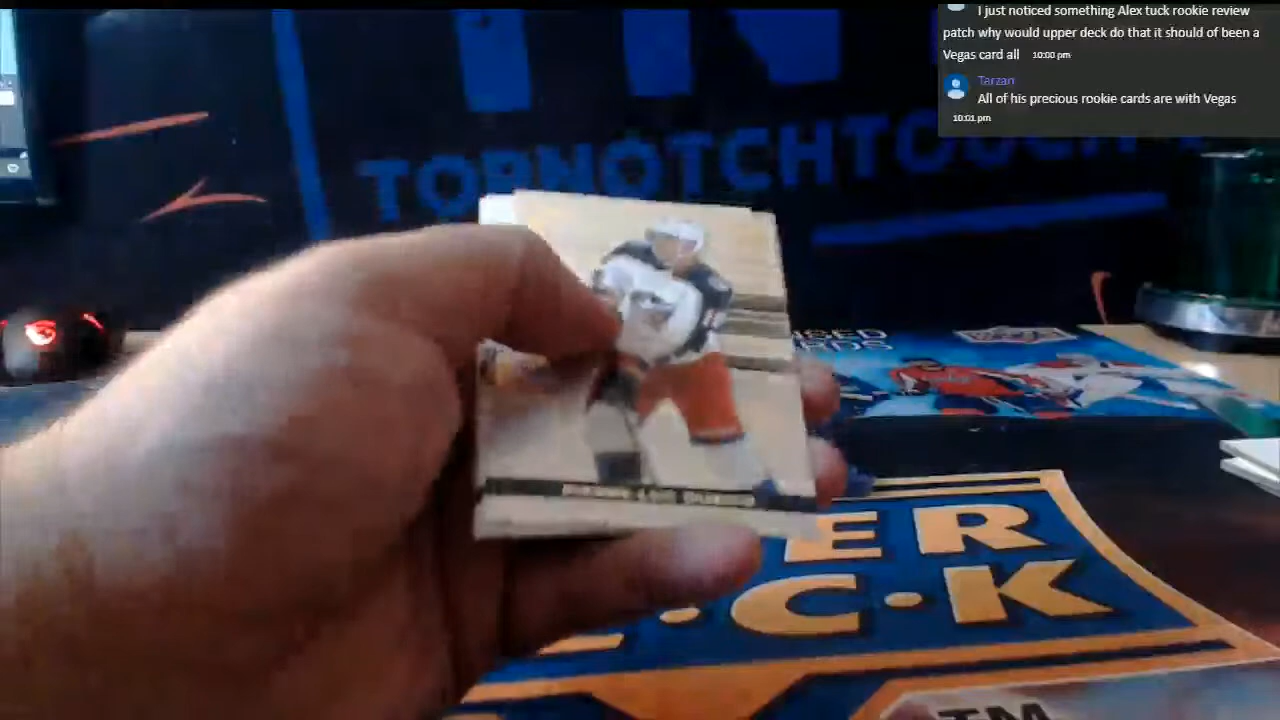 I just noticed something Alex tuck rookie review
patch why would upper deck do that it should of been a
Vegas card all 10:00 pm
Tarzan
All of his precious rookie cards are with Vegas
10:01 pm
TOPNOTCHTOUCH
ER
C·K
TM